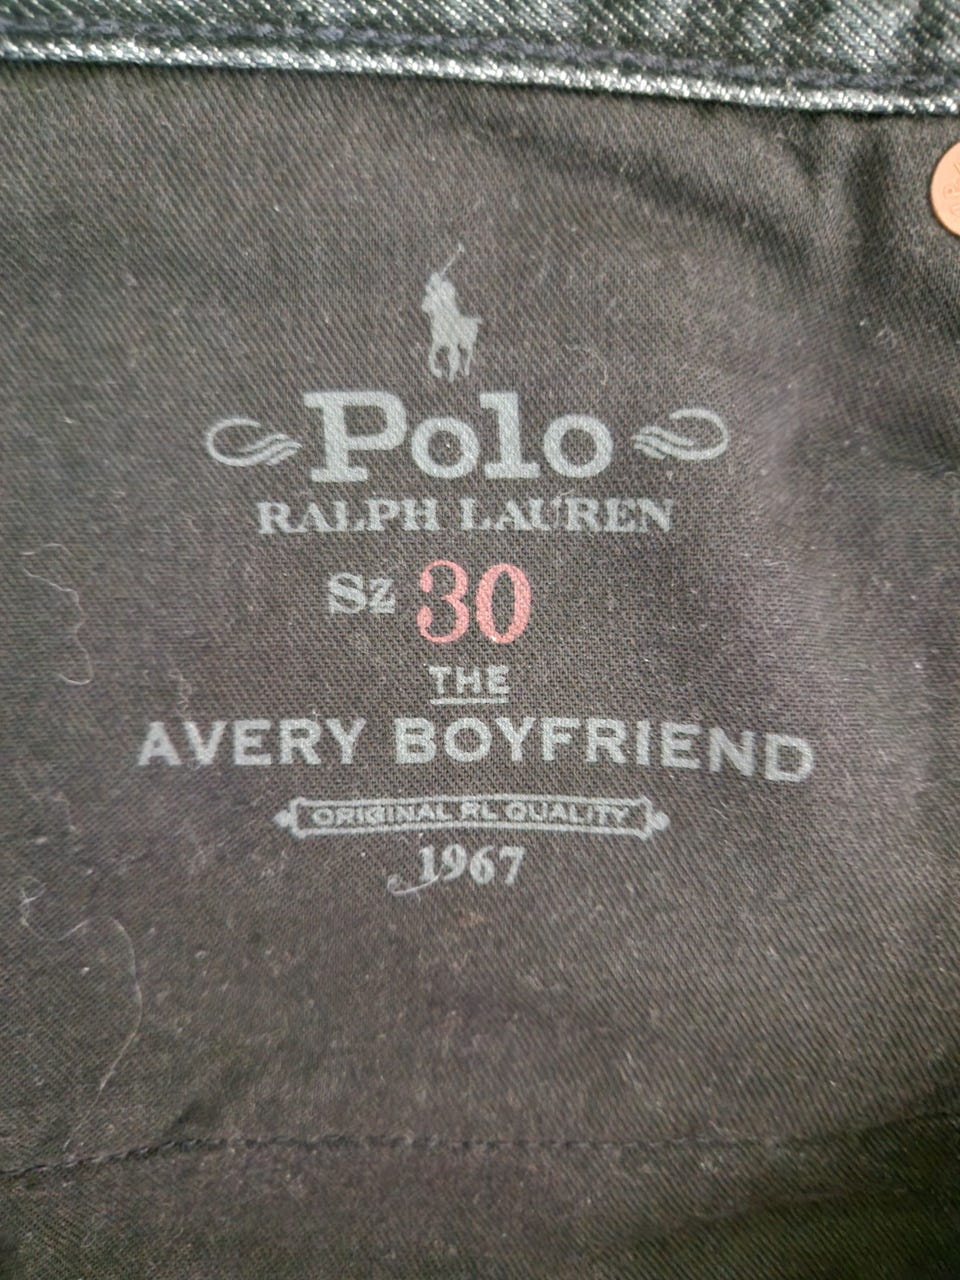 Polo
RALPH LAUREN
Sz 30
THE
AVERY BOYFRIEND
ORIGINAL RL QUALITY
1967